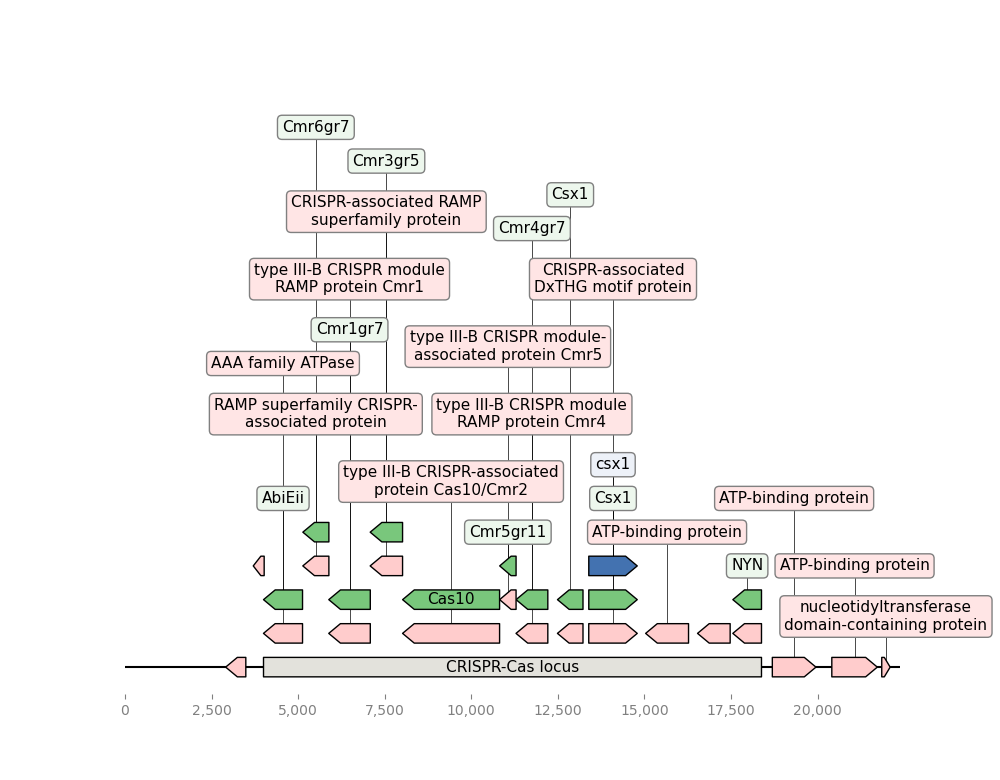 Cmr6gr7
Cmr3gr5
Csx1
CRISPR-associated RAMP
superfamily protein
Cmr4gr7
type III-B CRISPR module
RAMP protein Cmr1
CRISPR-associated
DxTHG motif protein
Cmr1gr7
type III-B CRISPR module-
associated protein Cmr5
AAA family ATPase
RAMP superfamily CRISPR-
associated protein
type III-B CRISPR module
RAMP protein Cmr4
csx1
type III-B CRISPR-associated
protein Cas10/Cmr2
AbiEii
Csx1
ATP-binding protein
Cmr5gr11
ATP-binding protein
NYN
ATP-binding protein
Cas10
nucleotidyltransferase
domain-containing protein
CRISPR-Cas locus
0 2,500 5,000 7,500 10,000 12,500 15,000 17,500 20,000